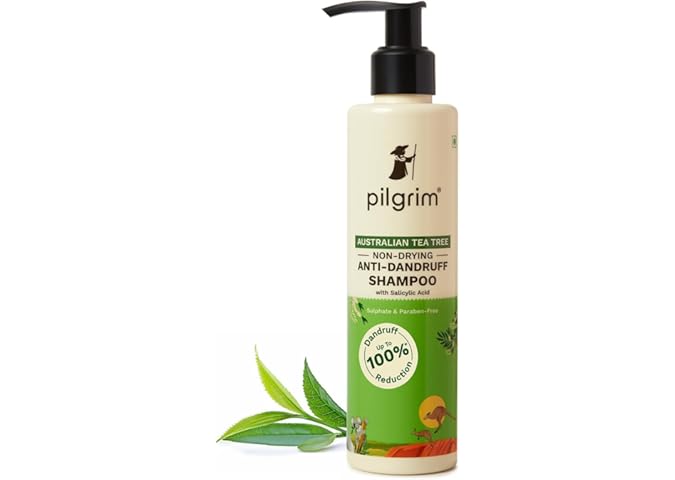 pilgrim®
AUSTRALIAN TEA TREE
NON-DRYING
ANTI-DANDRUFF
SHAMPOO
with Salicylic Acid
Sulphate & Paraben-Free
Dandruff
Up To
100%*
Reduction